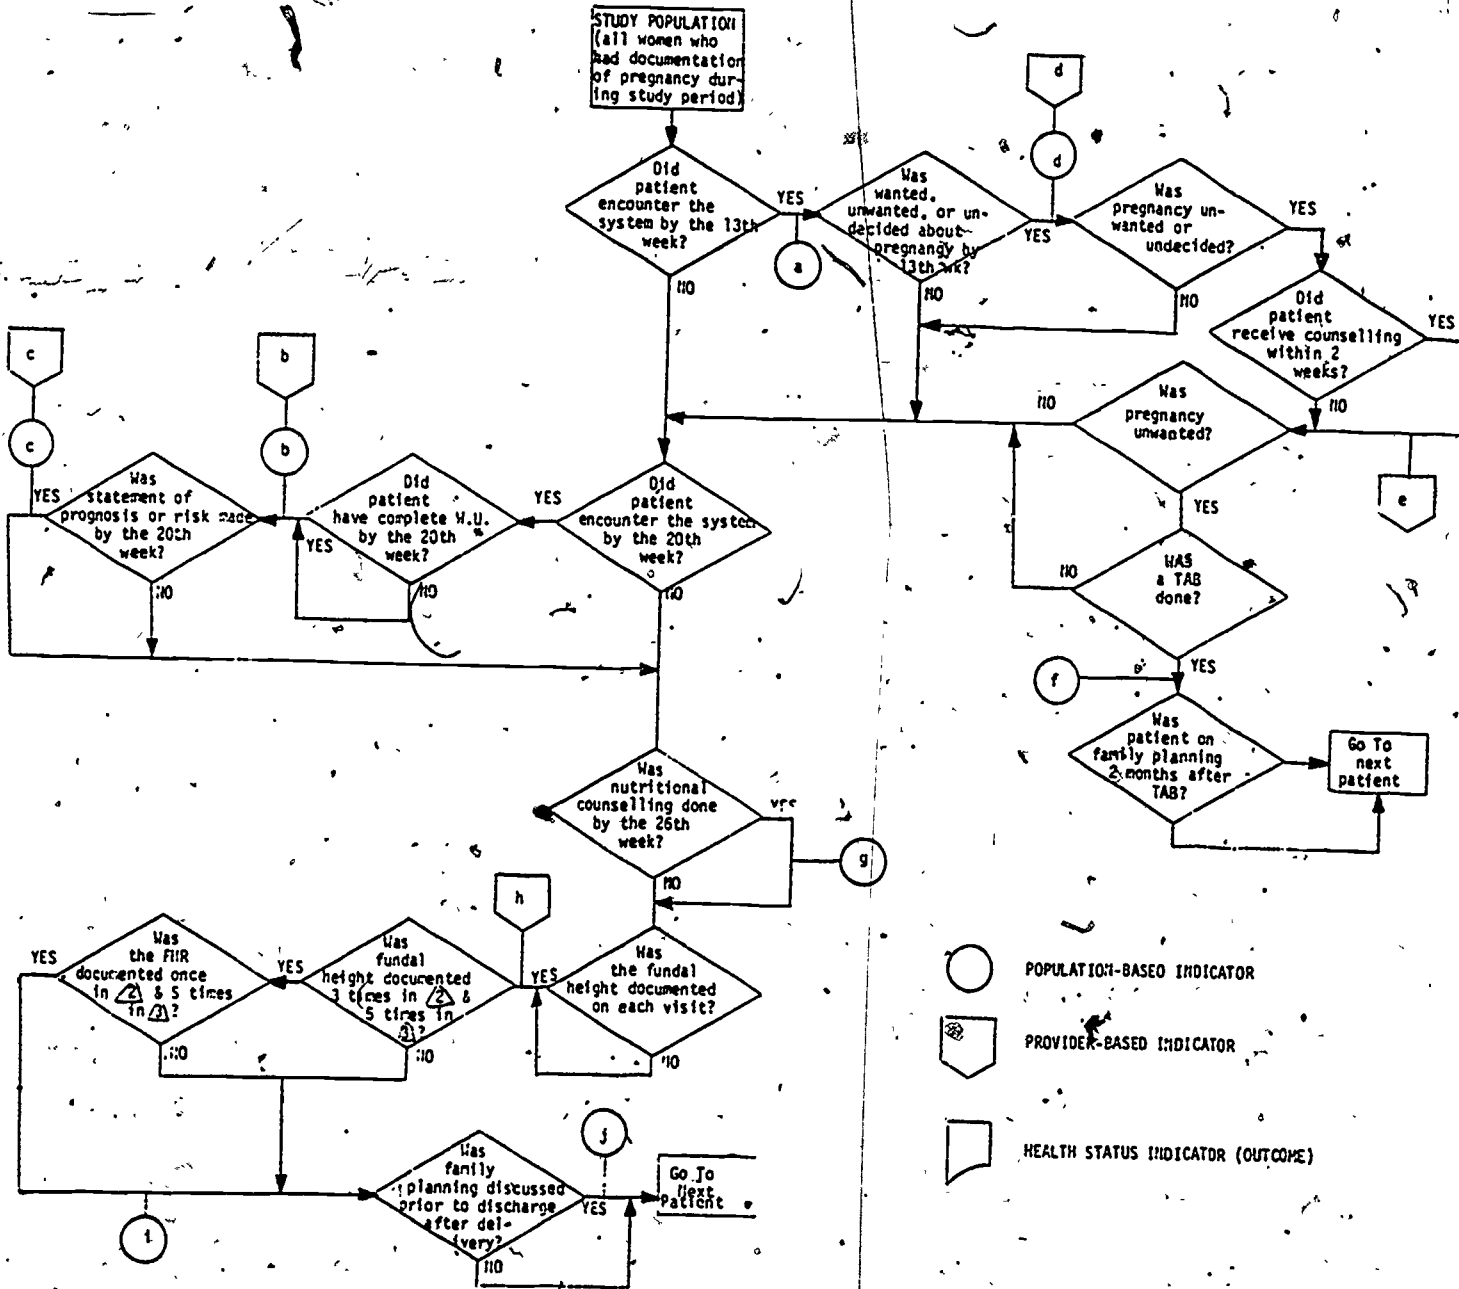 STUDY POPULATION
(all women who
had documentation
of pregnancy dur-
ing study period)
d
d
Did
patient
encounter the
system by the 13th
week?
YES
NO
a
Was
wanted,
unwanted, or un-
decided about
pregnancy by
13th wk?
YES
NO
Was
pregnancy un-
wanted or
undecided?
YES
NO
Did
patient
receive counselling
within 2
weeks?
YES
NO
c
c
b
b
Was
pregnancy
unwanted?
NO
YES
e
Was
statement of
prognosis or risk made
by the 20th
week?
YES
NO
Did
patient
have complete W.U.
by the 20th
week?
YES
NO
Did
patient
encounter the system
by the 20th
week?
YES
NO
WAS
a TAB
done?
NO
YES
f
Was
patient on
family planning
2 months after
TAB?
Go To
next
patient
Was
nutritional
counselling done
by the 26th
week?
YES
NO
g
h
Was
the FHR
documented once
in 2 & 5 times
in 3?
YES
NO
Was
fundal
height documented
3 times in 2 &
5 times in
3?
YES
NO
Was
the fundal
height documented
on each visit?
YES
NO
POPULATION-BASED INDICATOR
PROVIDER-BASED INDICATOR
HEALTH STATUS INDICATOR (OUTCOME)
i
j
Was
family
planning discussed
prior to discharge
after del-
ivery?
YES
NO
Go To
Next
Patient